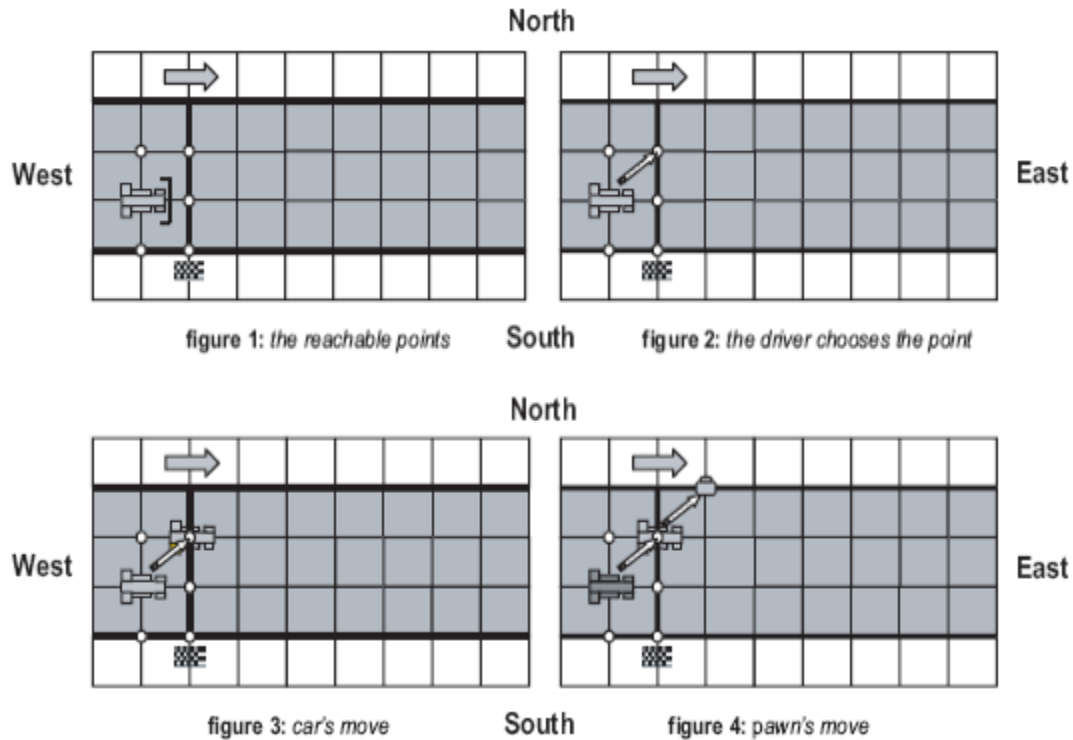 North
West
East
figure 1: the reachable points
South
figure 2: the driver chooses the point
North
West
East
figure 3: car's move
South
figure 4: pawn's move